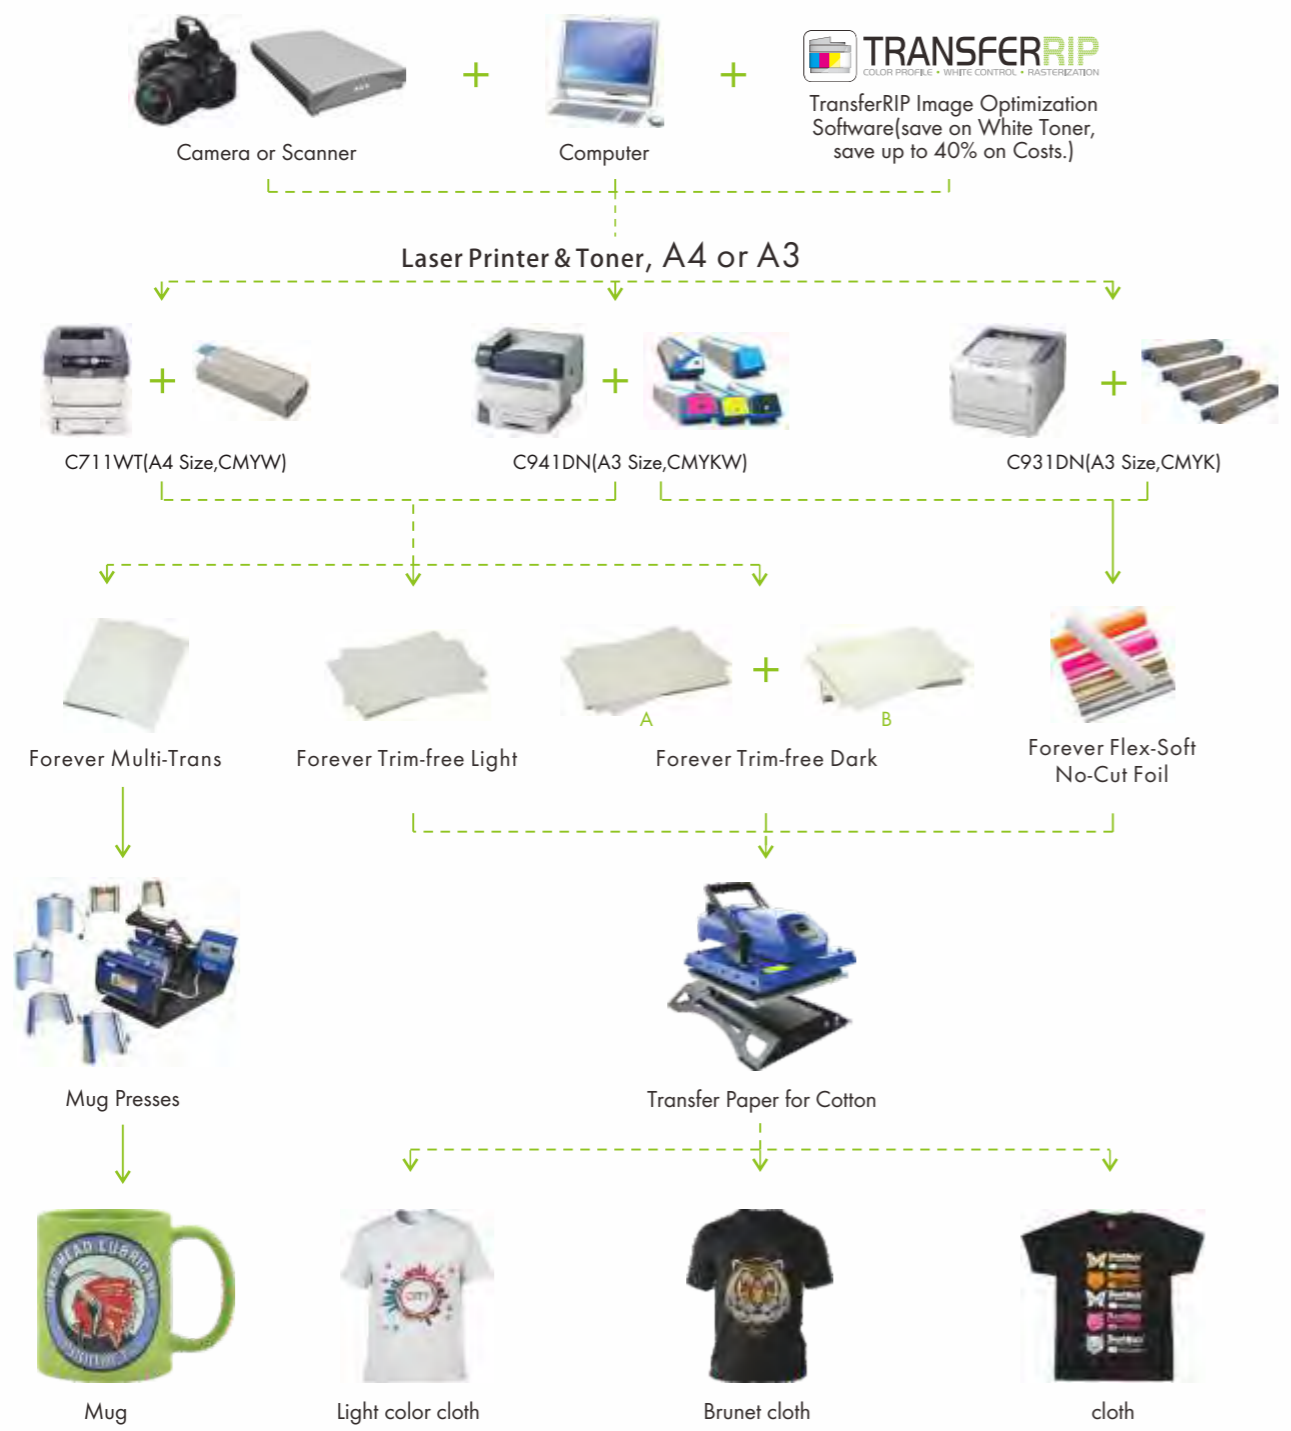 TRANSFERRIP
COLOR PROFILE • WHITE CONTROL • RASTERIZATION
TransferRIP Image Optimization
Software(save on White Toner,
save up to 40% on Costs.)
Camera or Scanner
Computer
Laser Printer & Toner, A4 or A3
C711WT(A4 Size,CMYW)
C941DN(A3 Size,CMYKW)
C931DN(A3 Size,CMYK)
A
B
Forever Multi-Trans
Forever Trim-free Light
Forever Trim-free Dark
Forever Flex-Soft
No-Cut Foil
Mug Presses
Transfer Paper for Cotton
HEAD LUBRICANT
CITY
Mug
Light color cloth
Brunet cloth
cloth